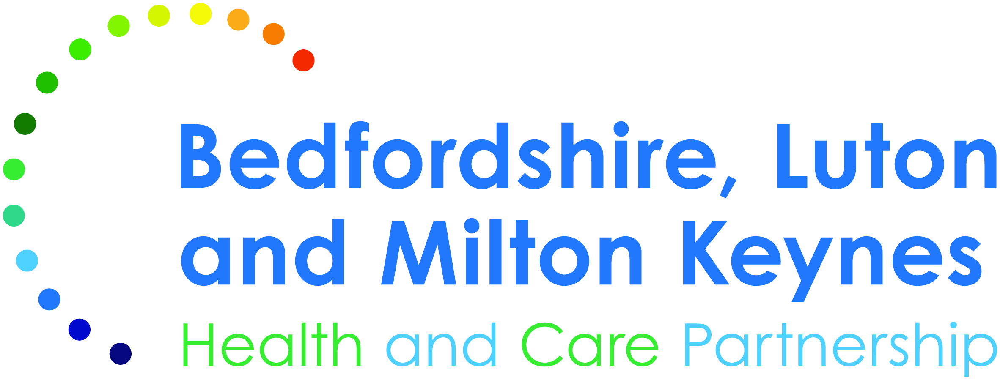 Bedfordshire, Luton
and Milton Keynes
Health and Care Partnership